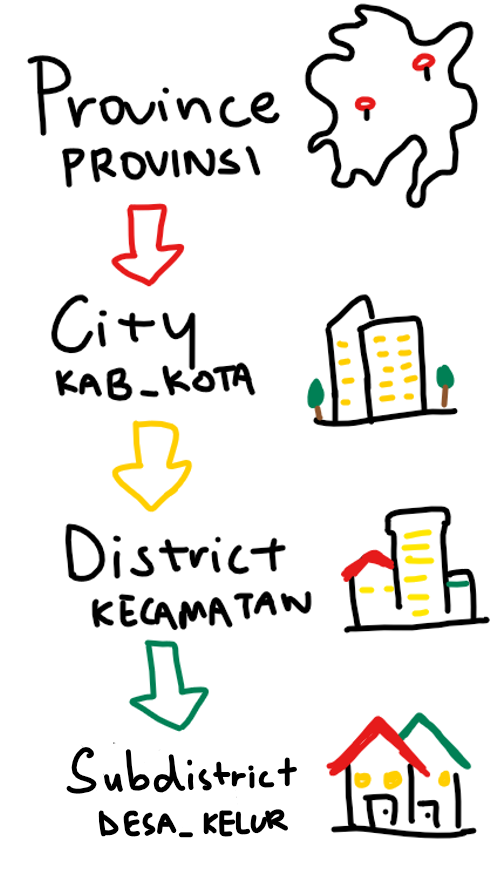 Province
PROVINSI
City
KAB_KOTA
District
KECAMATAN
Subdistrict
DESA_KELUR